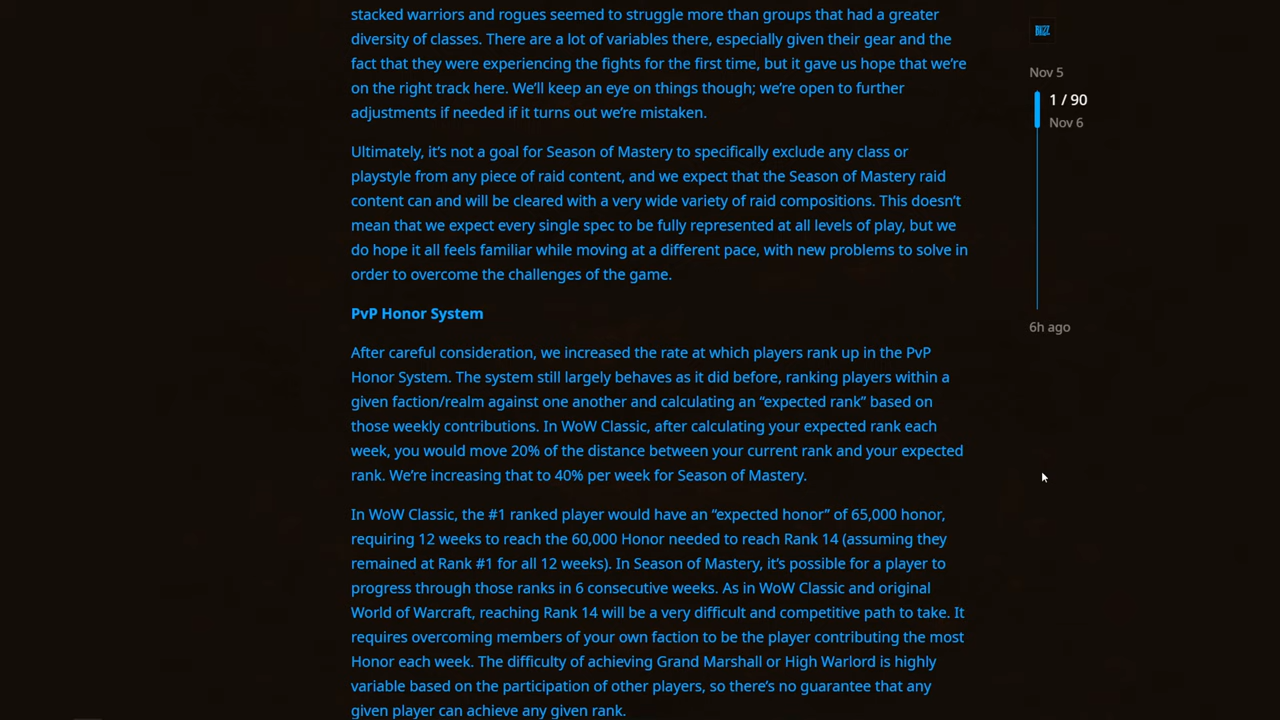 stacked warriors and rogues seemed to struggle more than groups that had a greater
diversity of classes. There are a lot of variables there, especially given their gear and the
fact that they were experiencing the fights for the first time, but it gave us hope that we’re
on the right track here. We’ll keep an eye on things though; we’re open to further
adjustments if needed if it turns out we’re mistaken.
Ultimately, it’s not a goal for Season of Mastery to specifically exclude any class or
playstyle from any piece of raid content, and we expect that the Season of Mastery raid
content can and will be cleared with a very wide variety of raid compositions. This doesn’t
mean that we expect every single spec to be fully represented at all levels of play, but we
do hope it all feels familiar while moving at a different pace, with new problems to solve in
order to overcome the challenges of the game.
PvP Honor System
After careful consideration, we increased the rate at which players rank up in the PvP
Honor System. The system still largely behaves as it did before, ranking players within a
given faction/realm against one another and calculating an “expected rank” based on
those weekly contributions. In WoW Classic, after calculating your expected rank each
week, you would move 20% of the distance between your current rank and your expected
rank. We’re increasing that to 40% per week for Season of Mastery.
In WoW Classic, the #1 ranked player would have an “expected honor” of 65,000 honor,
requiring 12 weeks to reach the 60,000 Honor needed to reach Rank 14 (assuming they
remained at Rank #1 for all 12 weeks). In Season of Mastery, it’s possible for a player to
progress through those ranks in 6 consecutive weeks. As in WoW Classic and original
World of Warcraft, reaching Rank 14 will be a very difficult and competitive path to take. It
requires overcoming members of your own faction to be the player contributing the most
Honor each week. The difficulty of achieving Grand Marshall or High Warlord is highly
variable based on the participation of other players, so there’s no guarantee that any
given player can achieve any given rank.
BLIZZ
Nov 5
1 / 90
Nov 6
6h ago